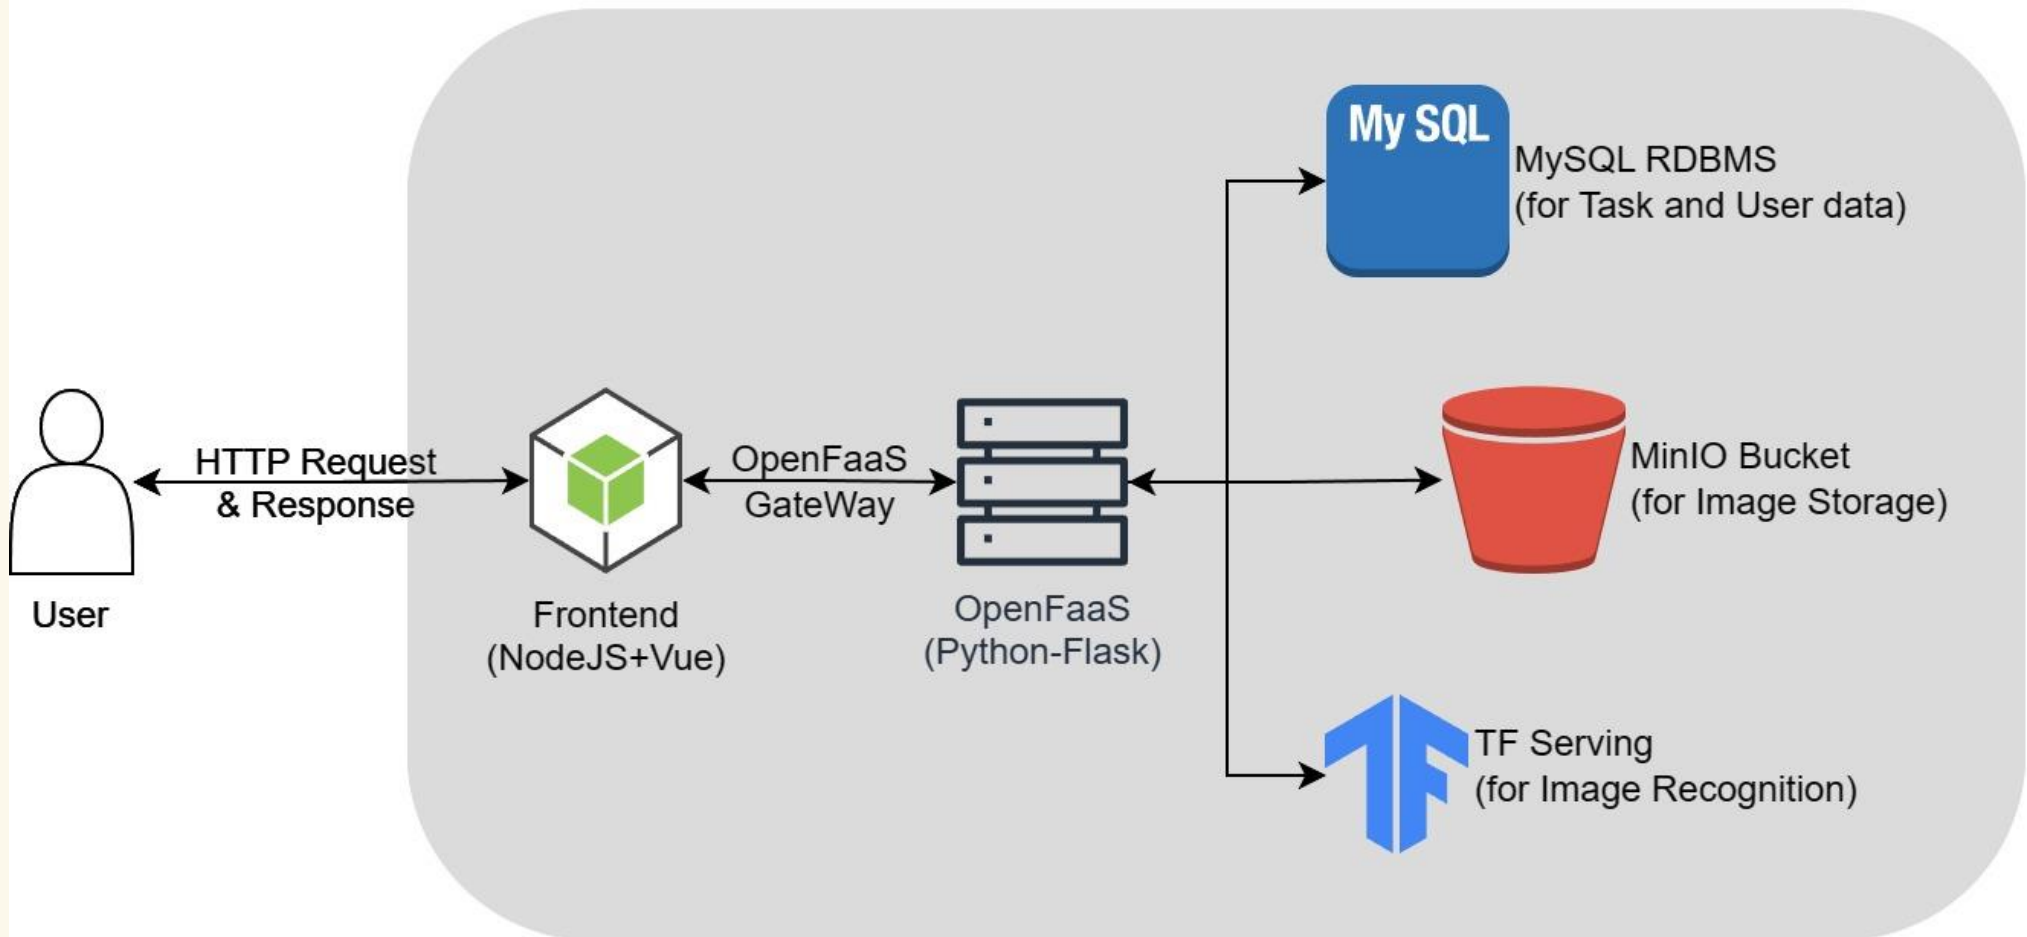 My SQL
MySQL RDBMS
(for Task and User data)
HTTP Request
& Response
OpenFaaS
GateWay
MinIO Bucket
(for Image Storage)
User
Frontend
(NodeJS+Vue)
OpenFaaS
(Python-Flask)
TF Serving
(for Image Recognition)